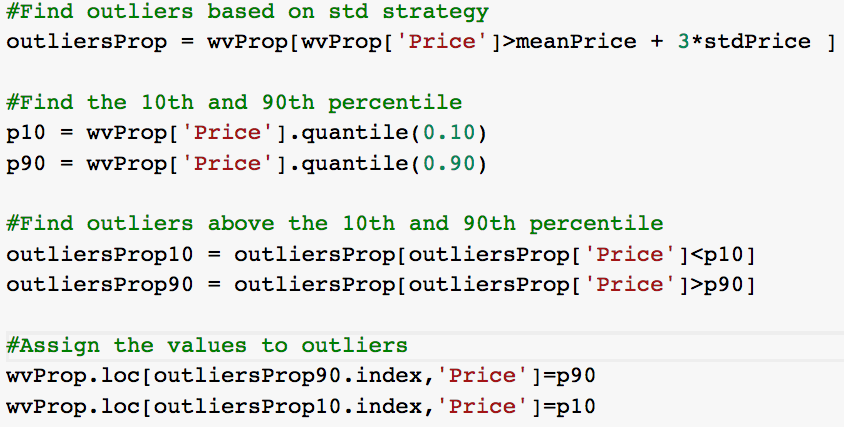 #Find outliers based on std strategy
outliersProp = wvProp[wvProp['Price']>meanPrice + 3*stdPrice ]
#Find the 10th and 90th percentile
p10 = wvProp['Price'].quantile(0.10)
p90 = wvProp['Price'].quantile(0.90)
#Find outliers above the 10th and 90th percentile
outliersProp10 = outliersProp[outliersProp['Price']<p10]
outliersProp90 = outliersProp[outliersProp['Price']>p90]
#Assign the values to outliers
wvProp.loc[outliersProp90.index,'Price']=p90
wvProp.loc[outliersProp10.index,'Price']=p10